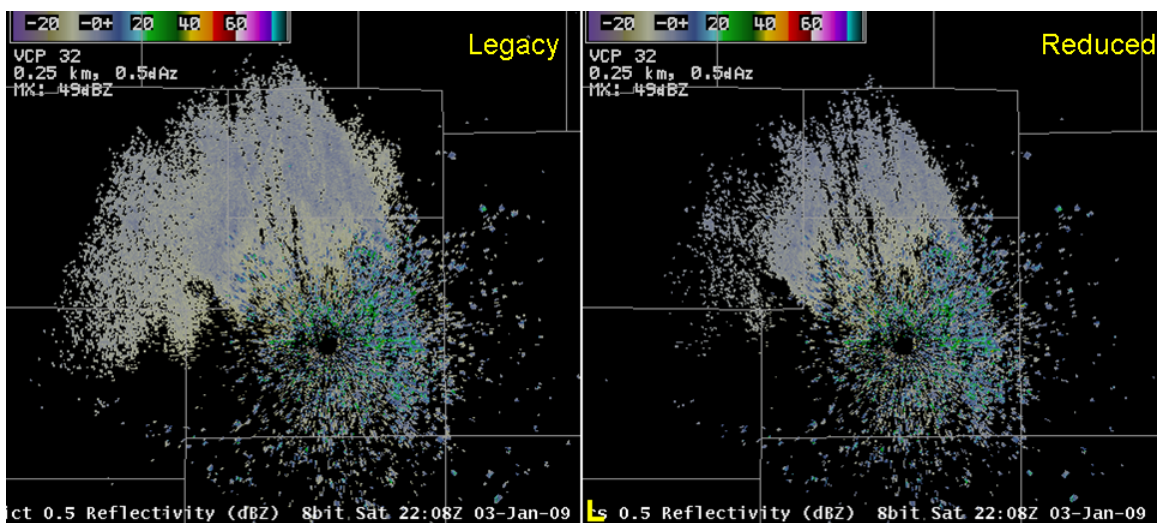 -20 -0+ 20 40 60
Legacy
VCP 32
0.25 km, 0.5dAz
MX: 49dBZ
ict 0.5 Reflectivity (dBZ) 8bit Sat 22:08Z 03-Jan-09
-20 -0+ 20 40 60
Reduced
VCP 32
0.25 km, 0.5dAz
MX: 49dBZ
L s 0.5 Reflectivity (dBZ) 8bit Sat 22:08Z 03-Jan-09